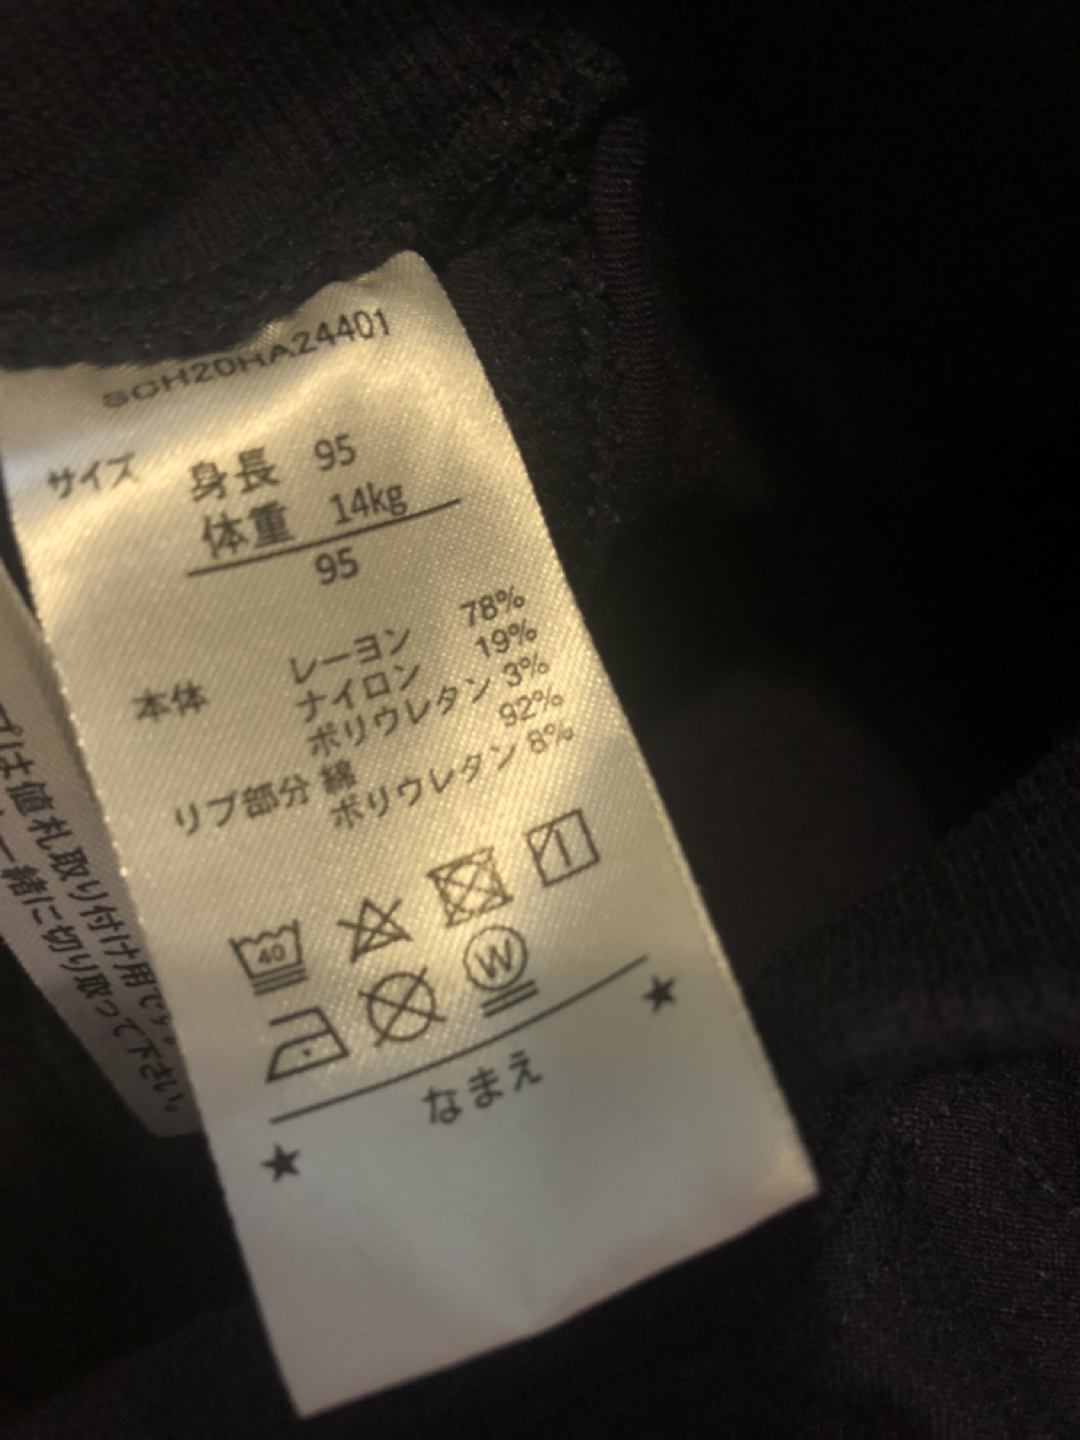 SCH20HA24401
サイズ 身長 95
体重 14kg
95
本体 レーヨン 78%
ナイロン 19%
ポリウレタン 3%
リブ部分 綿 92%
ポリウレタン 8%
40
W
なまえ
は値札取り付け用で
一緒に切り取って下さい。